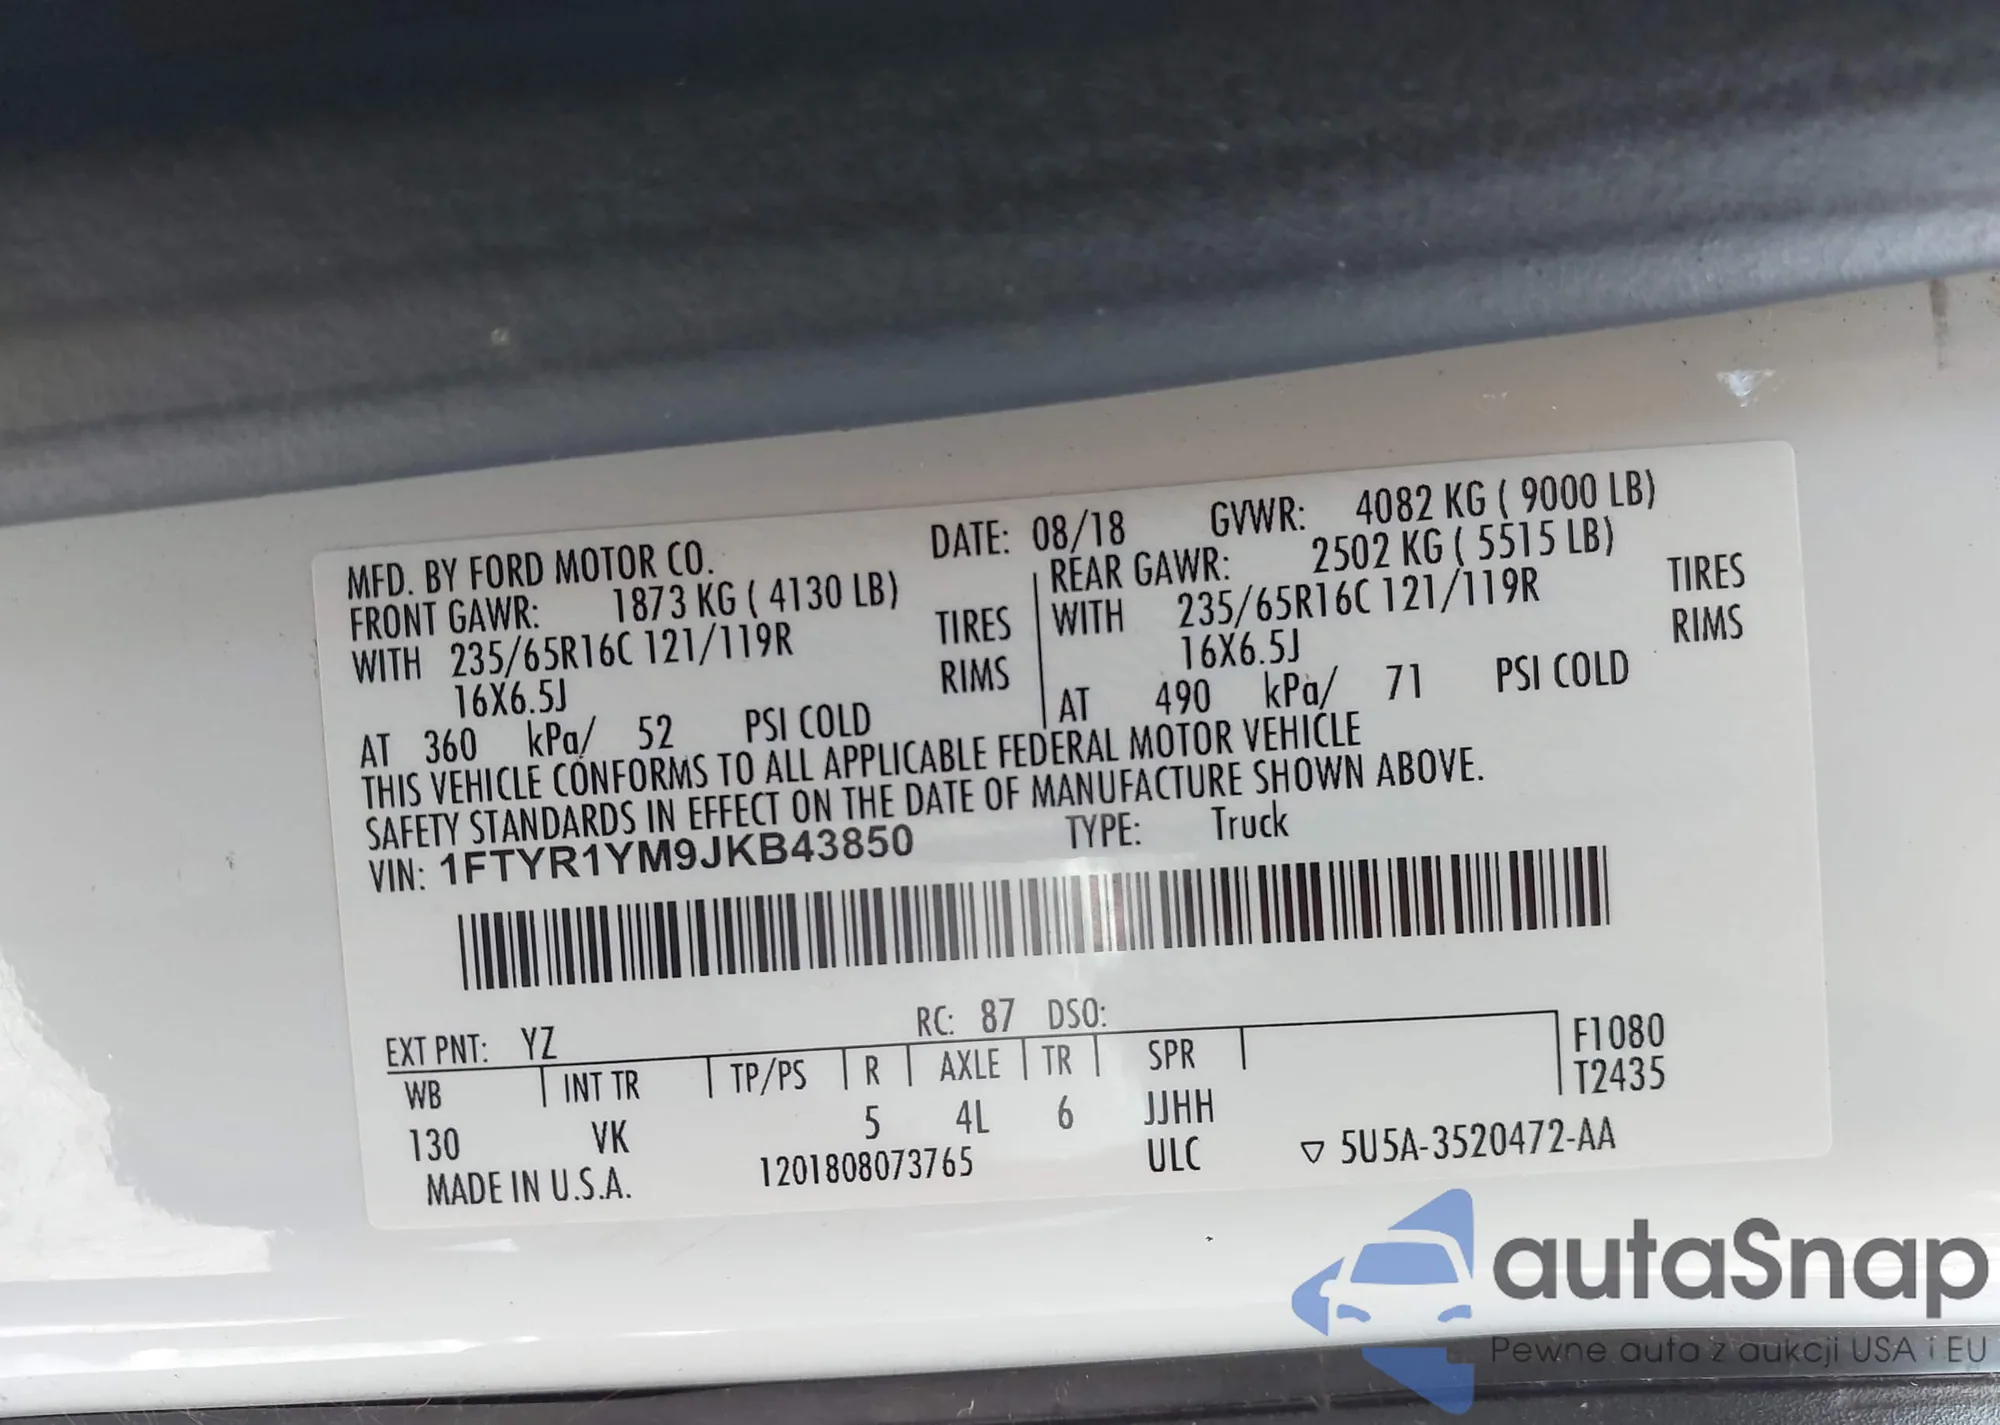 MFD. BY FORD MOTOR CO. DATE: 08/18 GVWR: 4082 KG ( 9000 LB)
FRONT GAWR: 1873 KG ( 4130 LB) REAR GAWR: 2502 KG ( 5515 LB)
WITH 235/65R16C 121/119R TIRES WITH 235/65R16C 121/119R TIRES
16X6.5J RIMS 16X6.5J RIMS
AT 360 kPa/ 52 PSI COLD AT 490 kPa/ 71 PSI COLD
THIS VEHICLE CONFORMS TO ALL APPLICABLE FEDERAL MOTOR VEHICLE
SAFETY STANDARDS IN EFFECT ON THE DATE OF MANUFACTURE SHOWN ABOVE.
VIN: 1FTYR1YM9JKB43850 TYPE: Truck
EXT PNT: YZ RC: 87 DSO:
WB INT TR TP/PS R AXLE TR SPR F1080
T2435
130 VK 5 4L 6 JJHH
MADE IN U.S.A. 1201808073765 ULC ▽ 5U5A-3520472-AA
autaSnap
Pewne auta z aukcji USA i EU